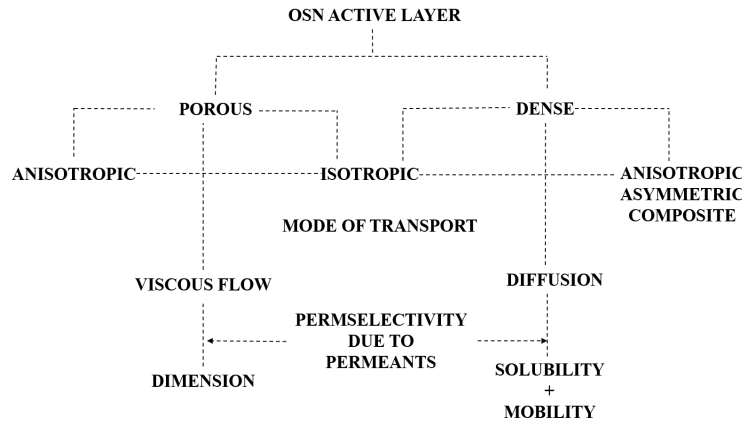 OSN ACTIVE LAYER
POROUS
DENSE
ANISOTROPIC
ISOTROPIC
ANISOTROPIC
ASYMMETRIC
COMPOSITE
MODE OF TRANSPORT
VISCOUS FLOW
DIFFUSION
PERMSELECTIVITY
DUE TO
PERMEANTS
DIMENSION
SOLUBILITY
+
MOBILITY